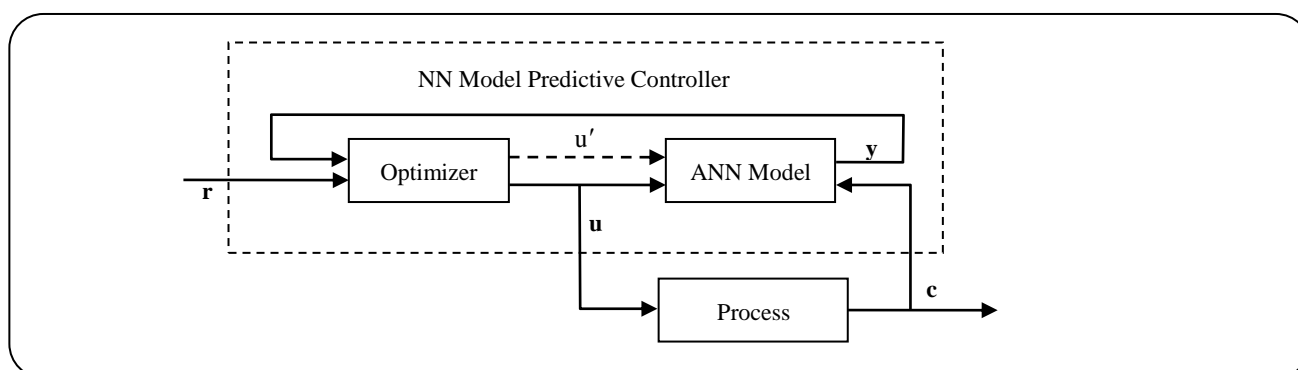 NN Model Predictive Controller
u′
y
Optimizer
ANN Model
r
u
c
Process